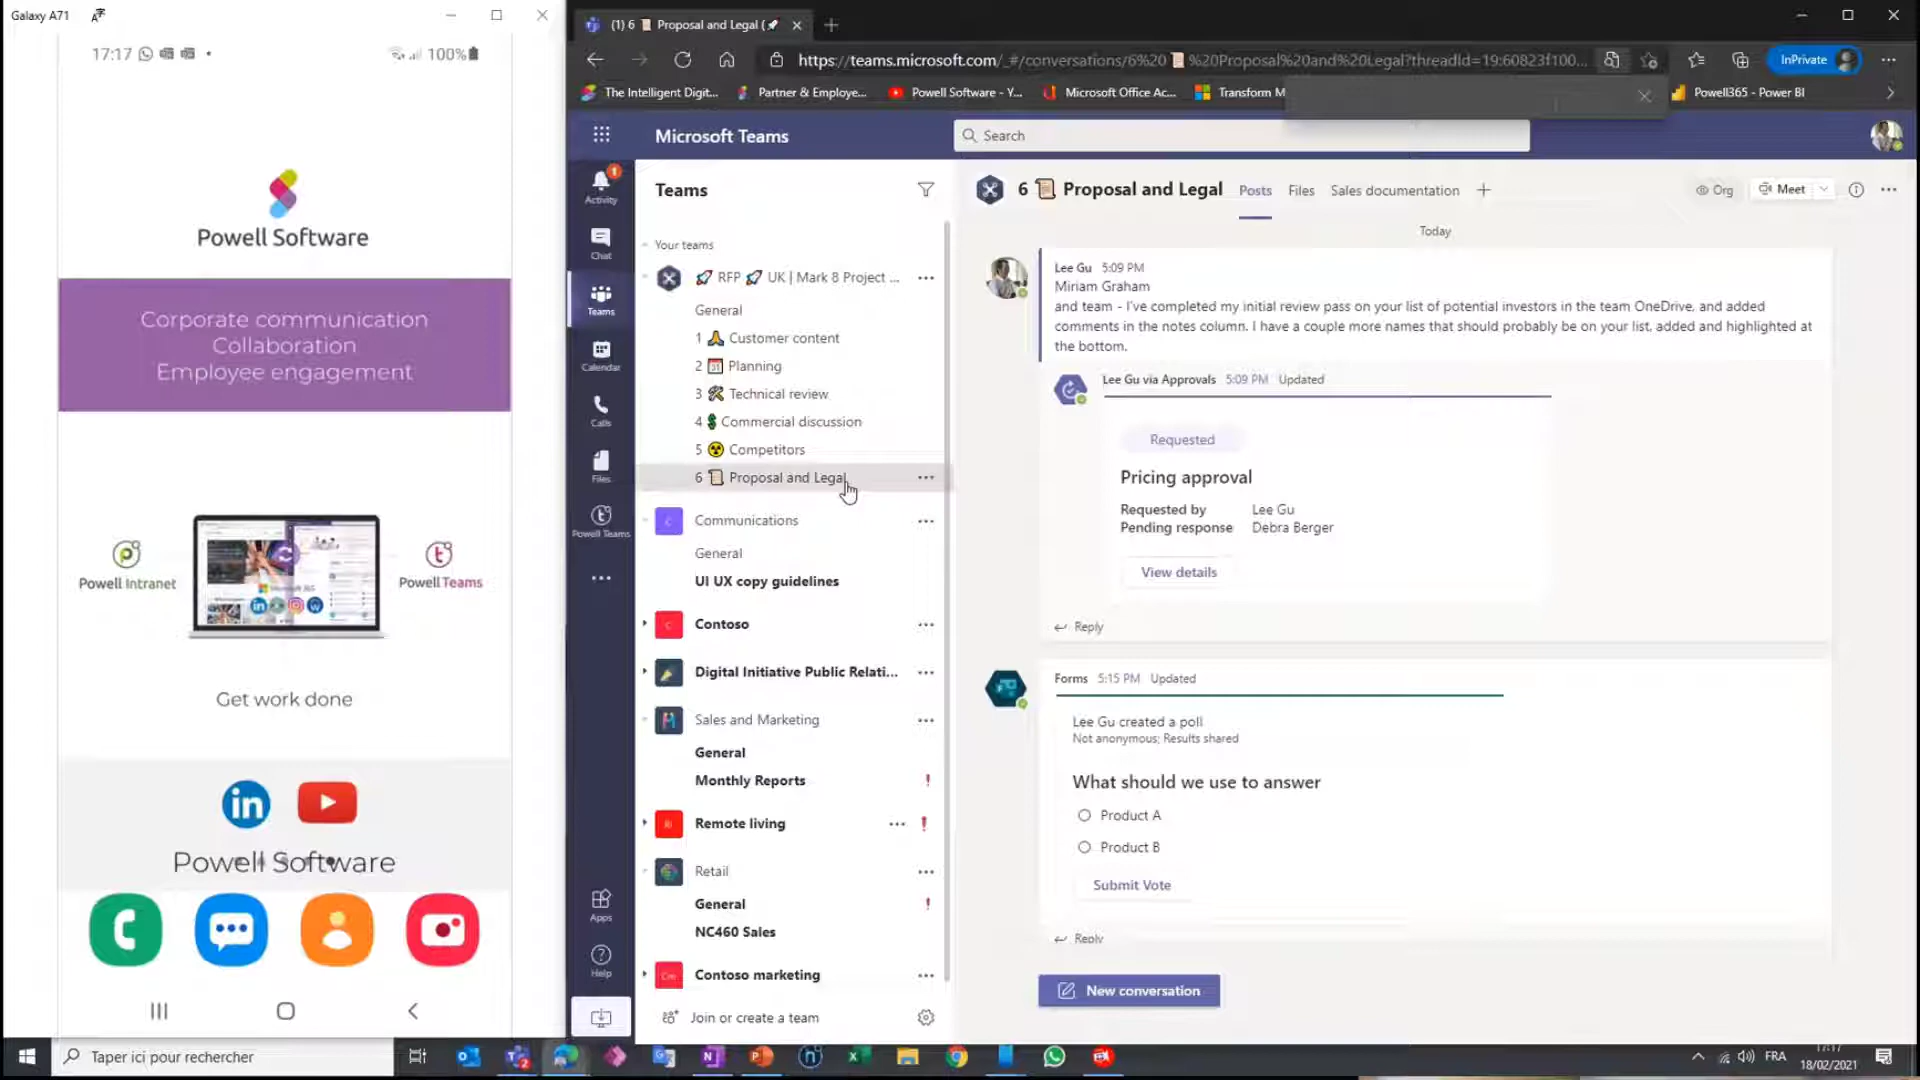 Galaxy A71
17:17
100%
Powell Software
Corporate communication
Collaboration
Employee engagement
Powell Intranet
Powell Teams
Get work done
Powell Software
(1) 6 📜 Proposal and Legal (🚀
https://teams.microsoft.com/_#/conversations/6%20📜%20Proposal%20and%20Legal?threadId=19:60823f100...
InPrivate
The Intelligent Digit...
Partner & Employe...
Powell Software - Y...
Microsoft Office Ac...
Transform M
Powell365 - Power BI
Microsoft Teams
Search
Activity
1
Chat
Teams
Calendar
Calls
Files
Powell Teams
Apps
Help
Teams
Your teams
🚀 RFP 🚀 UK | Mark 8 Project ...
General
1 🙏 Customer content
2 📅 Planning
3 🛠 Technical review
4 💲 Commercial discussion
5 ☢ Competitors
6 📜 Proposal and Legal
C Communications
General
UI UX copy guidelines
C Contoso
Digital Initiative Public Relati...
Sales and Marketing
General
Monthly Reports
Remote living
Retail
General
NC460 Sales
Contoso marketing
Join or create a team
6 📜 Proposal and Legal
Posts
Files
Sales documentation
Org
Meet
Today
Lee Gu 5:09 PM
Miriam Graham
and team - I've completed my initial review pass on your list of potential investors in the team OneDrive, and added
comments in the notes column. I have a couple more names that should probably be on your list, added and highlighted at
the bottom.
Lee Gu via Approvals 5:09 PM Updated
Requested
Pricing approval
Requested by Lee Gu
Pending response Debra Berger
View details
Reply
Forms 5:15 PM Updated
Lee Gu created a poll
Not anonymous; Results shared
What should we use to answer
Product A
Product B
Submit Vote
Reply
New conversation
Taper ici pour rechercher
FRA
17:17
18/02/2021